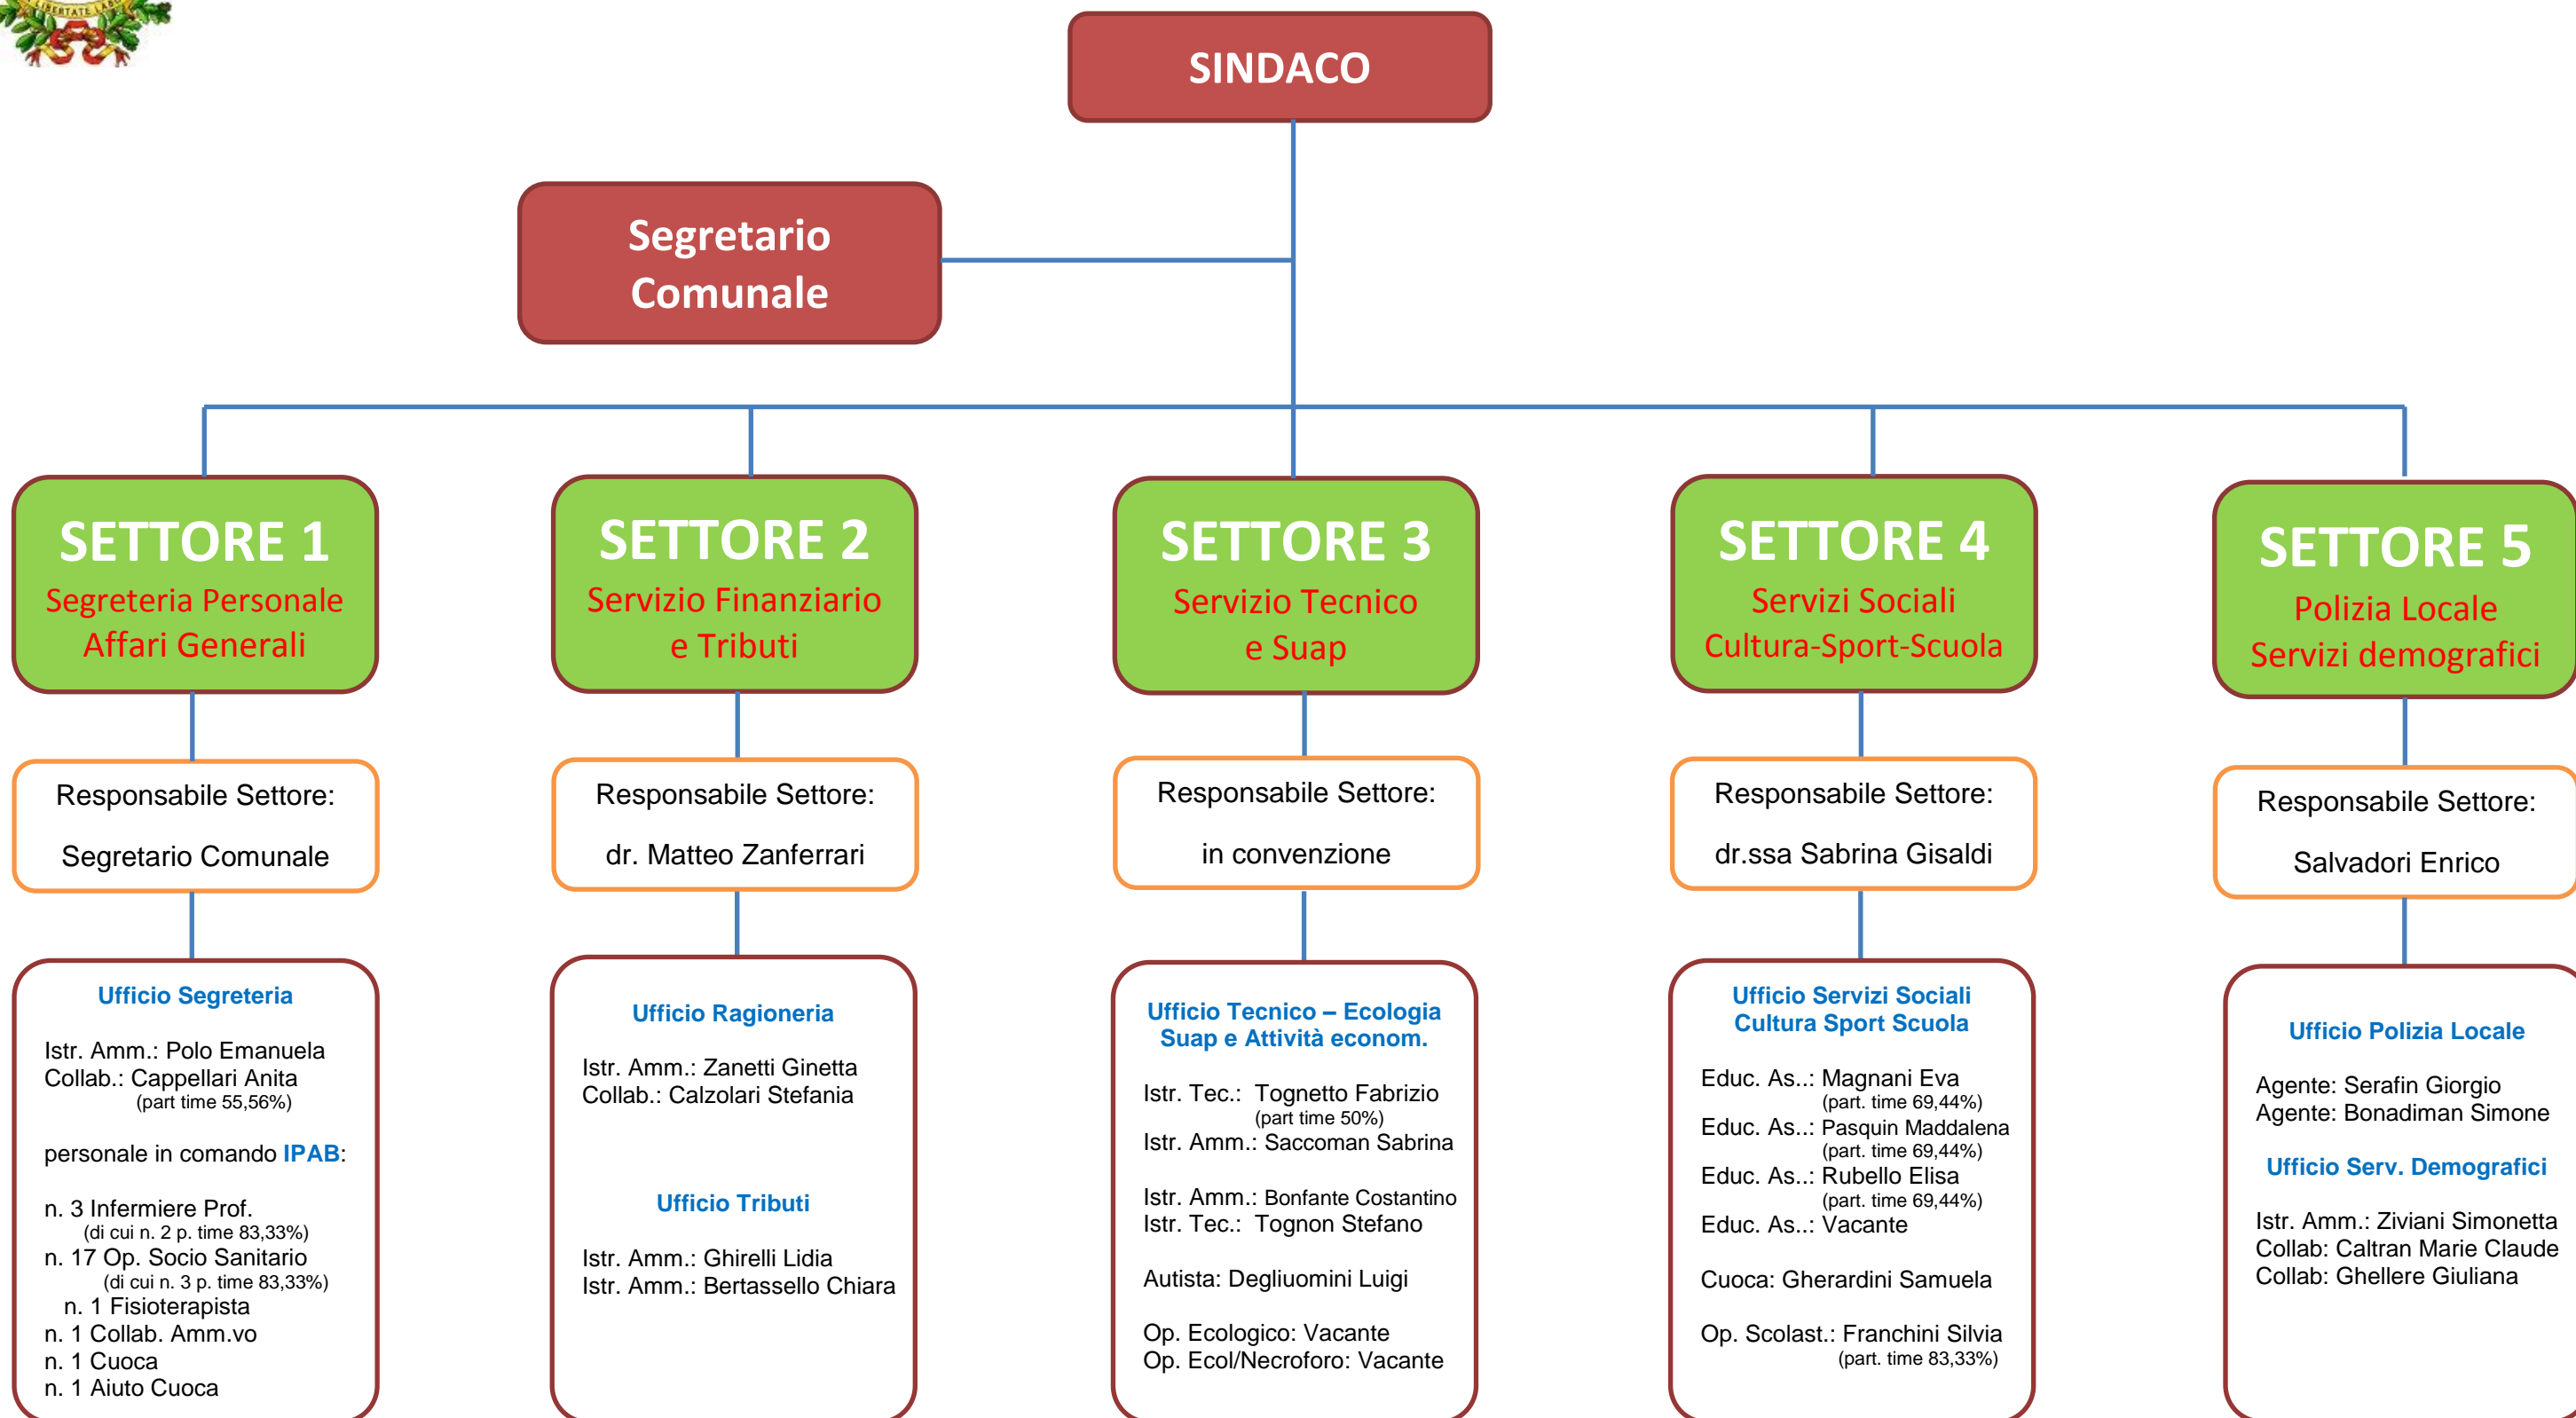 LIBERTATE LABO
SINDACO
Segretario
Comunale
SETTORE 1
Segreteria Personale
Affari Generali
Responsabile Settore:
Segretario Comunale
Ufficio Segreteria
Istr. Amm.: Polo Emanuela
Collab.: Cappellari Anita
(part time 55,56%)
personale in comando IPAB:
n. 3 Infermiere Prof.
(di cui n. 2 p. time 83,33%)
n. 17 Op. Socio Sanitario
(di cui n. 3 p. time 83,33%)
n. 1 Fisioterapista
n. 1 Collab. Amm.vo
n. 1 Cuoca
n. 1 Aiuto Cuoca
SETTORE 2
Servizio Finanziario
e Tributi
Responsabile Settore:
dr. Matteo Zanferrari
Ufficio Ragioneria
Istr. Amm.: Zanetti Ginetta
Collab.: Calzolari Stefania
Ufficio Tributi
Istr. Amm.: Ghirelli Lidia
Istr. Amm.: Bertassello Chiara
SETTORE 3
Servizio Tecnico
e Suap
Responsabile Settore:
in convenzione
Ufficio Tecnico – Ecologia
Suap e Attività econom.
Istr. Tec.: Tognetto Fabrizio
(part time 50%)
Istr. Amm.: Saccoman Sabrina
Istr. Amm.: Bonfante Costantino
Istr. Tec.: Tognon Stefano
Autista: Degliuomini Luigi
Op. Ecologico: Vacante
Op. Ecol/Necroforo: Vacante
SETTORE 4
Servizi Sociali
Cultura-Sport-Scuola
Responsabile Settore:
dr.ssa Sabrina Gisaldi
Ufficio Servizi Sociali
Cultura Sport Scuola
Educ. As..: Magnani Eva
(part. time 69,44%)
Educ. As..: Pasquin Maddalena
(part. time 69,44%)
Educ. As..: Rubello Elisa
(part. time 69,44%)
Educ. As..: Vacante
Cuoca: Gherardini Samuela
Op. Scolast.: Franchini Silvia
(part. time 83,33%)
SETTORE 5
Polizia Locale
Servizi demografici
Responsabile Settore:
Salvadori Enrico
Ufficio Polizia Locale
Agente: Serafin Giorgio
Agente: Bonadiman Simone
Ufficio Serv. Demografici
Istr. Amm.: Ziviani Simonetta
Collab: Caltran Marie Claude
Collab: Ghellere Giuliana